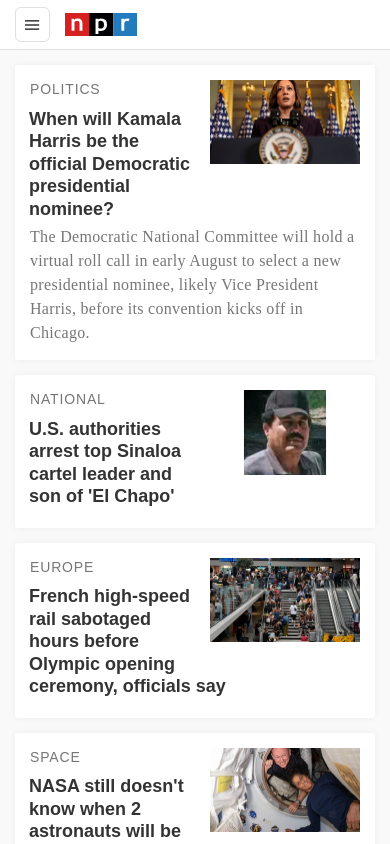 npr
POLITICS
When will Kamala
Harris be the
official Democratic
presidential
nominee?
The Democratic National Committee will hold a
virtual roll call in early August to select a new
presidential nominee, likely Vice President
Harris, before its convention kicks off in
Chicago.
NATIONAL
U.S. authorities
arrest top Sinaloa
cartel leader and
son of 'El Chapo'
EUROPE
French high-speed
rail sabotaged
hours before
Olympic opening
ceremony, officials say
SPACE
NASA still doesn't
know when 2
astronauts will be